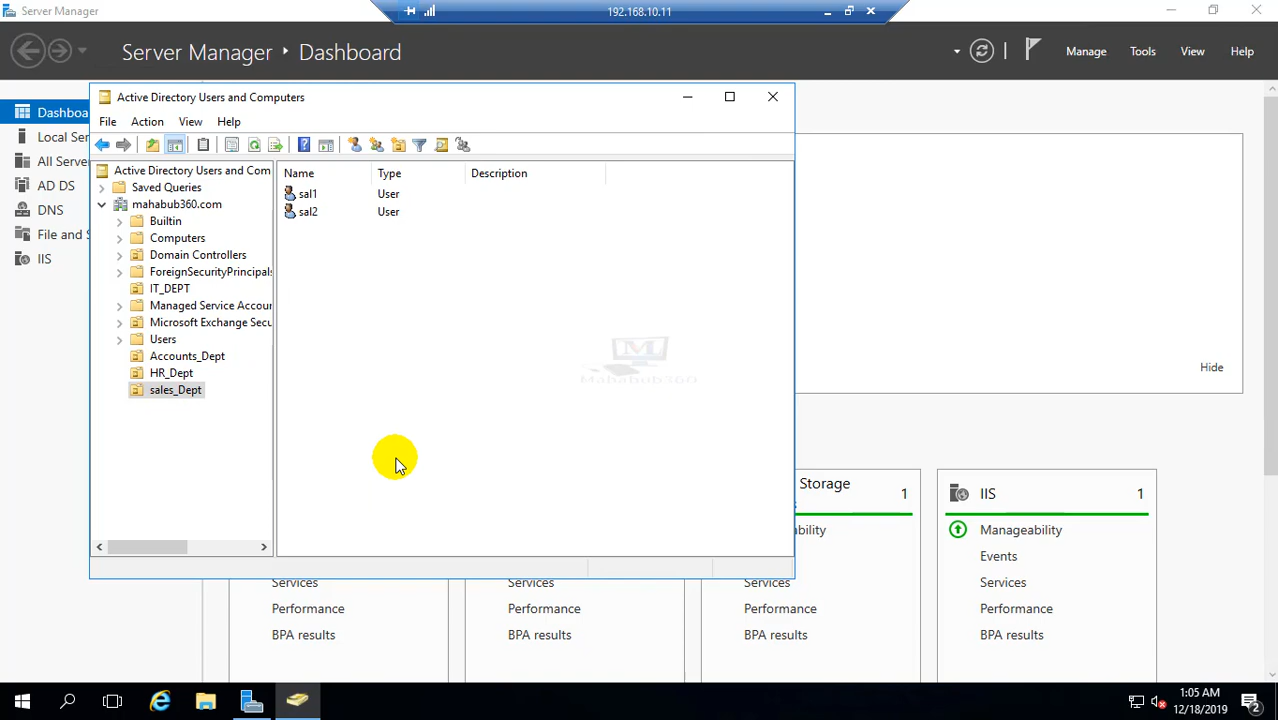 Server Manager
192.168.10.11
Server Manager ‣ Dashboard
Manage Tools View Help
Active Directory Users and Computers
File Action View Help
Dashboa
Local Ser
All Serve
AD DS
DNS
File and S
IIS
Active Directory Users and Com
Saved Queries
mahabub360.com
Builtin
Computers
Domain Controllers
ForeignSecurityPrincipals
IT_DEPT
Managed Service Accour
Microsoft Exchange Secu
Users
Accounts_Dept
HR_Dept
sales_Dept
Name Type Description
sal1 User
sal2 User
Mahabub360
Hide
Storage 1
ability
Services
Performance
BPA results
Services
Performance
BPA results
Services
Performance
BPA results
IIS 1
Manageability
Events
Services
Performance
BPA results
1:05 AM
12/18/2019
2